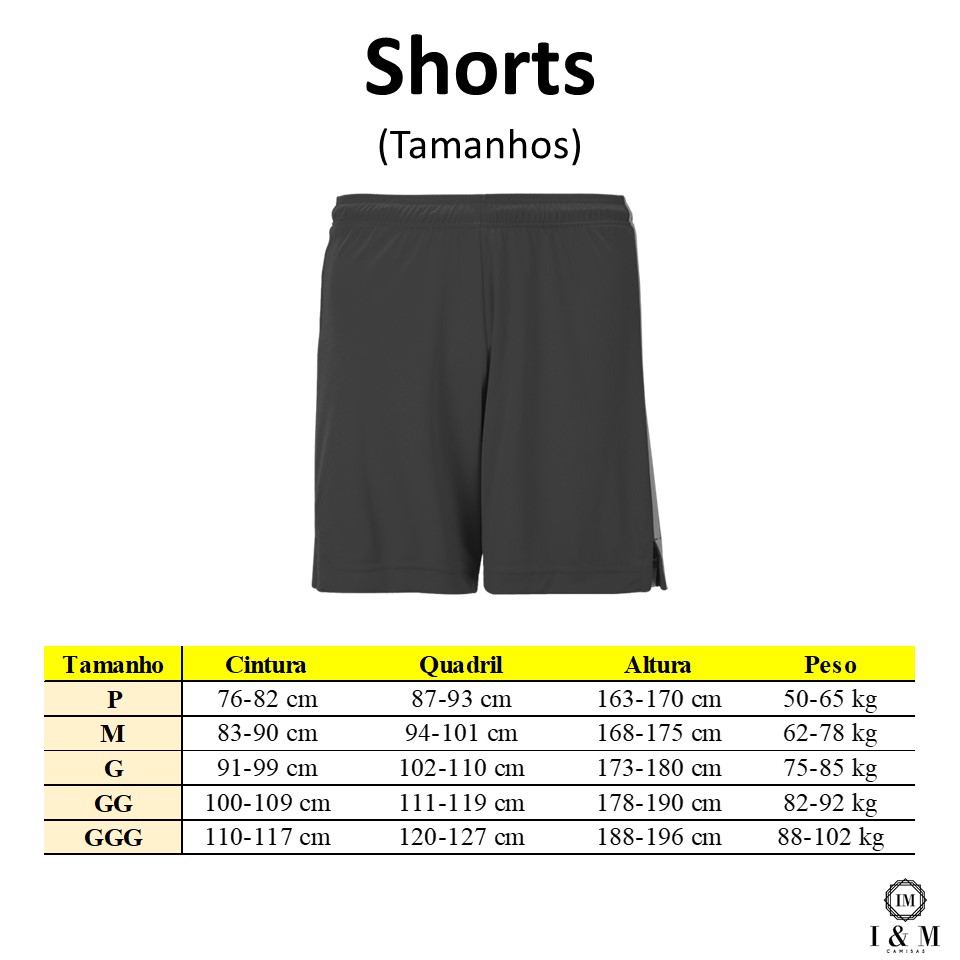 Shorts
(Tamanhos)
Tamanho Cintura Quadril Altura Peso
P 76-82 cm 87-93 cm 163-170 cm 50-65 kg
M 83-90 cm 94-101 cm 168-175 cm 62-78 kg
G 91-99 cm 102-110 cm 173-180 cm 75-85 kg
GG 100-109 cm 111-119 cm 178-190 cm 82-92 kg
GGG 110-117 cm 120-127 cm 188-196 cm 88-102 kg
IM
I & M
CAMISAS